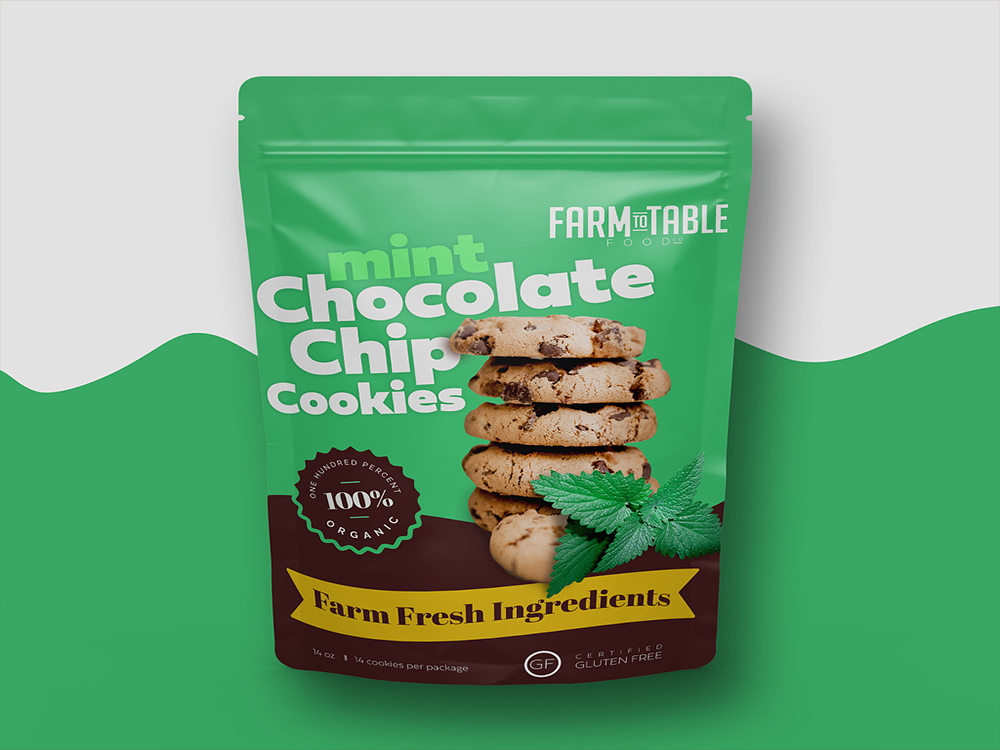 FARM TO TABLE
FOOD CO
mint
Chocolate
Chip
Cookies
ONE HUNDRED PERCENT
100%
ORGANIC
Farm Fresh Ingredients
14 oz 14 cookies per package
GF
CERTIFIED
GLUTEN FREE